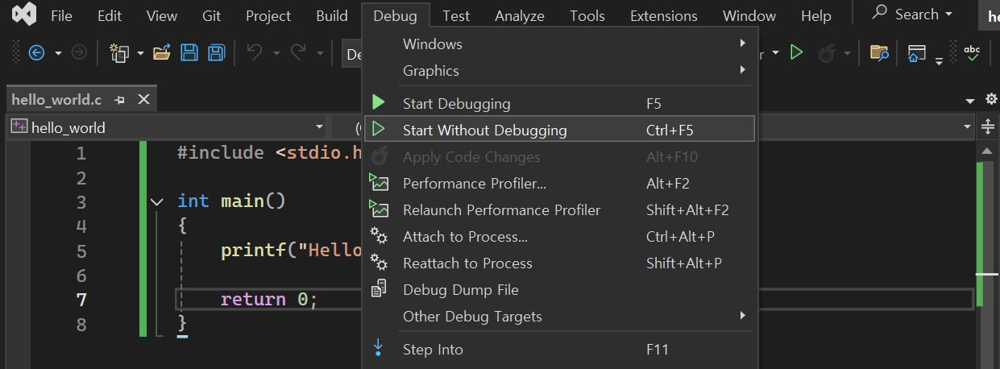 File Edit View Git Project Build Debug Test Analyze Tools Extensions Window Help Search
Windows
Graphics
hello_world.c
Start Debugging F5
hello_world
Start Without Debugging Ctrl+F5
Apply Code Changes Alt+F10
Performance Profiler... Alt+F2
Relaunch Performance Profiler Shift+Alt+F2
Attach to Process... Ctrl+Alt+P
Reattach to Process Shift+Alt+P
Debug Dump File
Other Debug Targets
Step Into F11
1 #include <stdio.h
2
3 int main()
4 {
5 printf("Hello
6
7 return 0;
8 }
abc